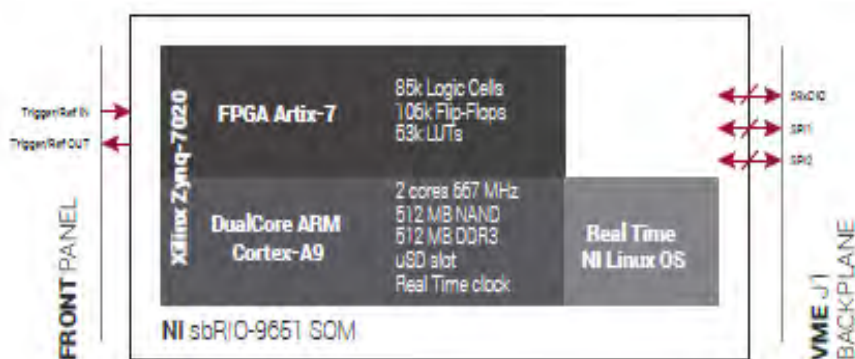 Trigger/Ref IN
Trigger/Ref OUT
FRONT PANEL
Xilinx Zynq-7020
FPGA Artix-7
85k Logic Cells
106k Flip-Flops
53k LUTs
DualCore ARM
Cortex-A9
2 cores 667 MHz
512 MB NAND
512 MB DDR3
uSD slot
Real Time clock
Real Time
NI Linux OS
NI sbRIO-9651 SOM
SPI1
SPI2
VME J1
BACKPLANE